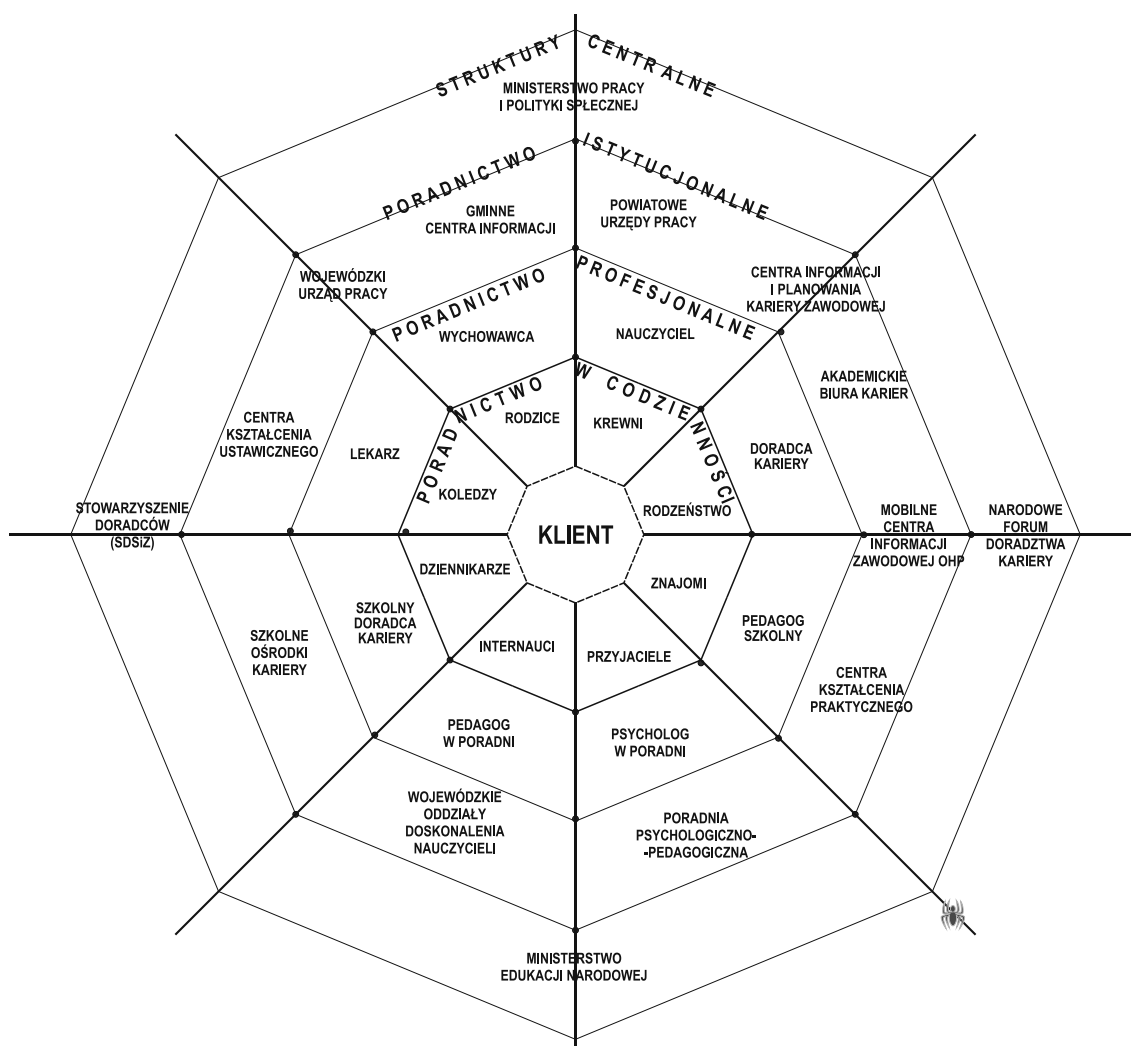 STRUKTURY CENTRALNE
MINISTERSTWO PRACY
I POLITYKI SPŁECZNEJ
PORADNICTWO ISTYTUCJONALNE
GMINNE
CENTRA INFORMACJI
POWIATOWE
URZĘDY PRACY
WOJEWÓDZKI
URZĄD PRACY
CENTRA INFORMACJI
I PLANOWANIA
KARIERY ZAWODOWEJ
PORADNICTWO PROFESJONALNE
WYCHOWAWCA
NAUCZYCIEL
AKADEMICKIE
BIURA KARIER
PORADNICTWO W CODZIENNOŚCI
RODZICE
KREWNI
CENTRA
KSZTAŁCENIA
USTAWICZNEGO
LEKARZ
DORADCA
KARIERY
KOLEDZY
RODZEŃSTWO
STOWARZYSZENIE
DORADCÓW
(SDSiZ)
KLIENT
MOBILNE
CENTRA
INFORMACJI
ZAWODOWEJ OHP
NARODOWE
FORUM
DORADZTWA
KARIERY
DZIENNIKARZE
ZNAJOMI
SZKOLNY
DORADCA
KARIERY
PEDAGOG
SZKOLNY
SZKOLNE
OŚRODKI
KARIERY
INTERNAUCI
PRZYJACIELE
CENTRA
KSZTAŁCENIA
PRAKTYCZNEGO
PEDAGOG
W PORADNI
PSYCHOLOG
W PORADNI
WOJEWÓDZKIE
ODDZIAŁY
DOSKONALENIA
NAUCZYCIELI
PORADNIA
PSYCHOLOGICZNO-
-PEDAGOGICZNA
MINISTERSTWO
EDUKACJI NARODOWEJ